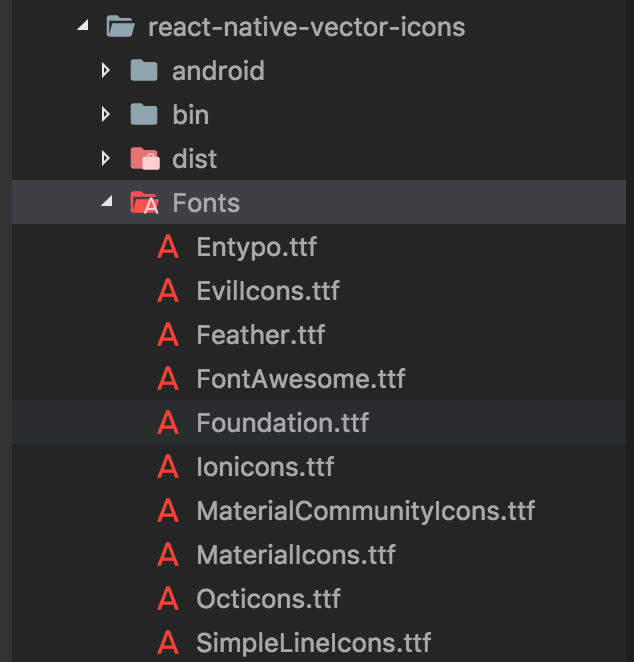 react-native-vector-icons
android
bin
dist
Fonts
Entypo.ttf
EvilIcons.ttf
Feather.ttf
FontAwesome.ttf
Foundation.ttf
Ionicons.ttf
MaterialCommunityIcons.ttf
MaterialIcons.ttf
Octicons.ttf
SimpleLineIcons.ttf